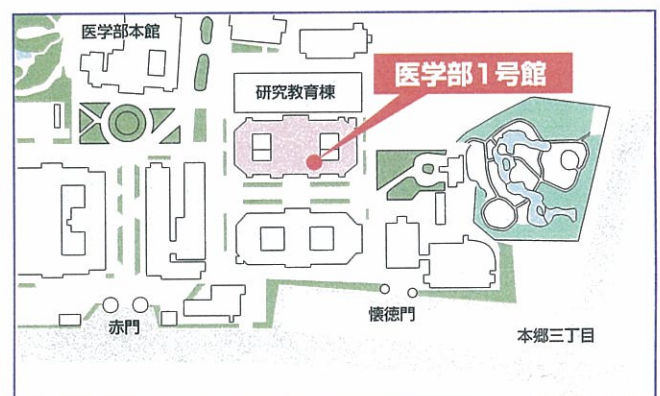 医学部本館
医学部1号館
研究教育棟
赤門
懐徳門
本郷三丁目